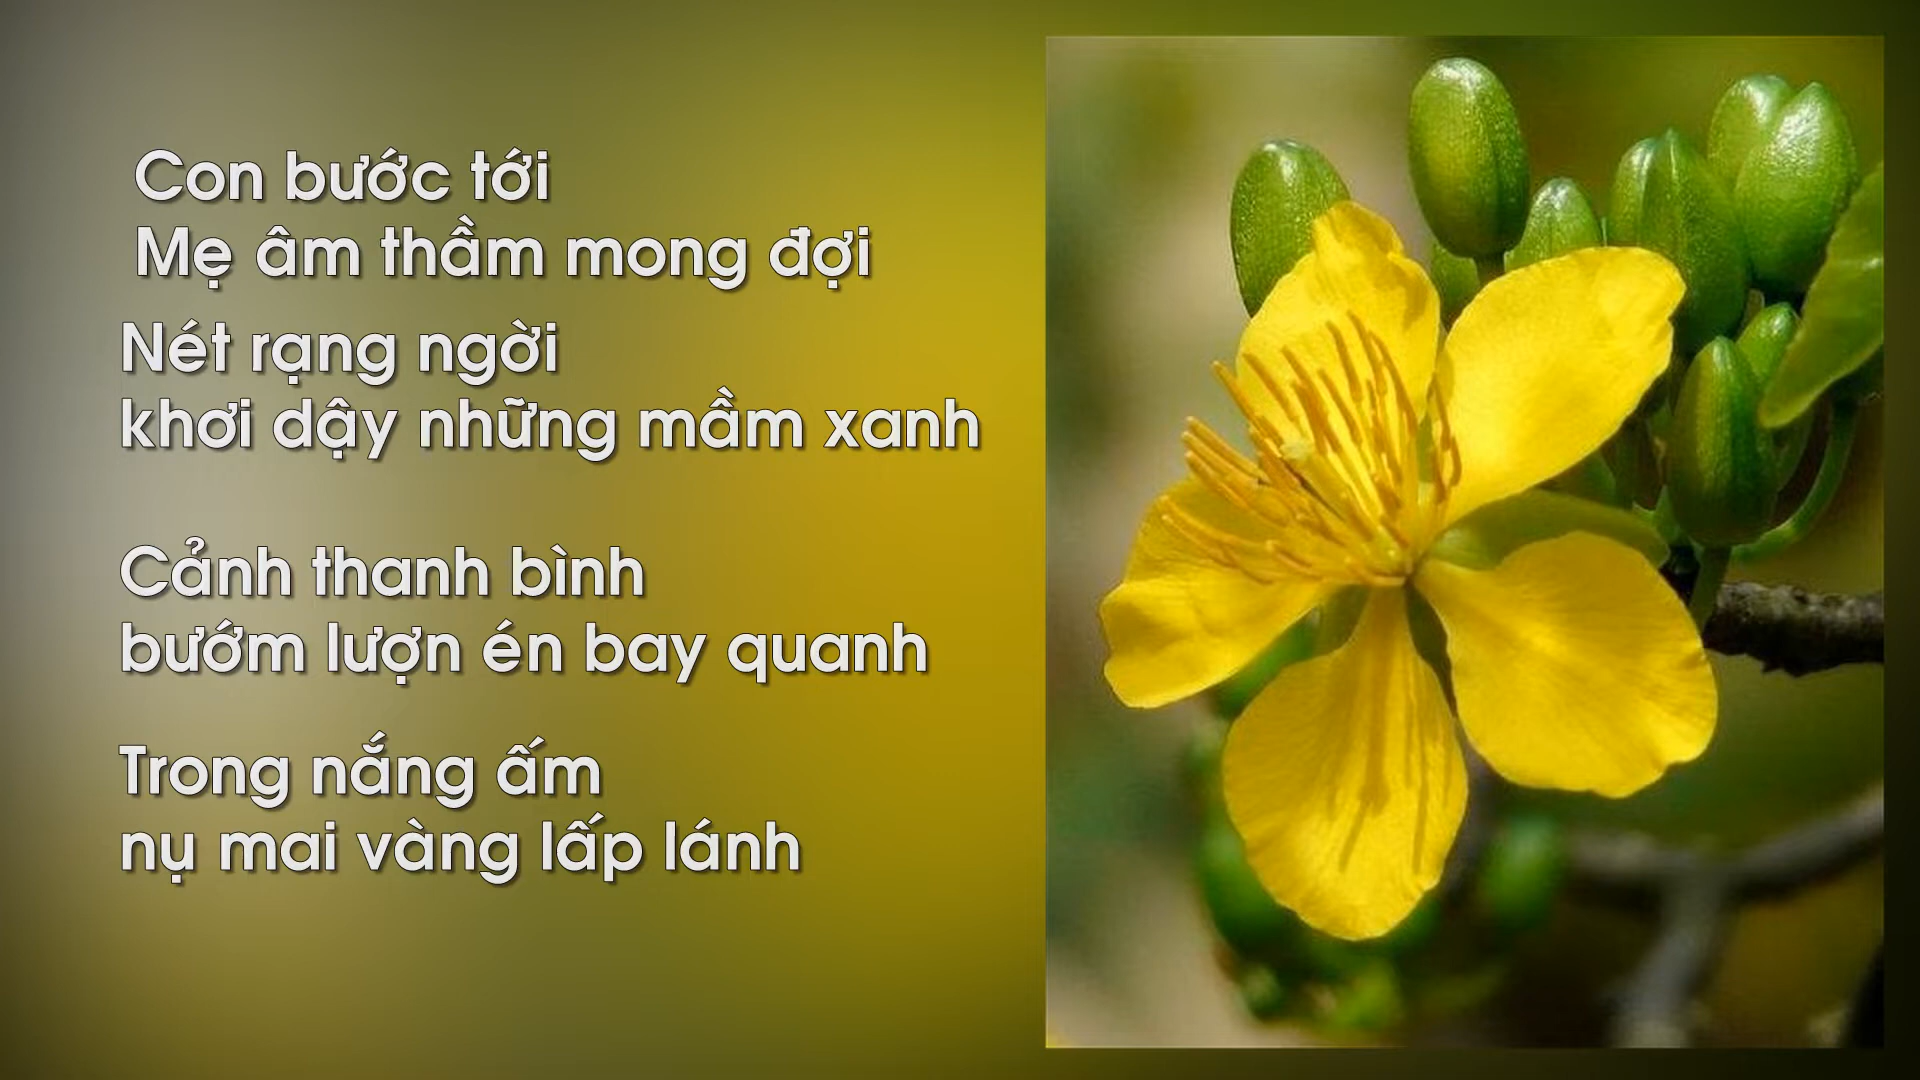 Con bước tới
Mẹ âm thầm mong đợi
Nét rạng ngời
khơi dậy những mầm xanh
Cảnh thanh bình
bướm lượn én bay quanh
Trong nắng ấm
nụ mai vàng lấp lánh